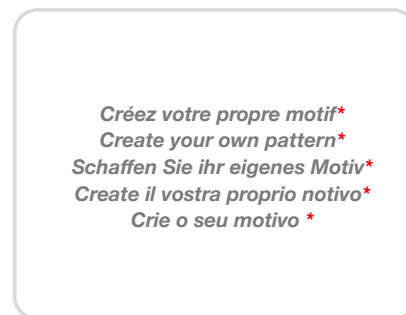 Créez votre propre motif*
Create your own pattern*
Schaffen Sie ihr eigenes Motiv*
Create il vostra proprio notivo*
Crie o seu motivo *